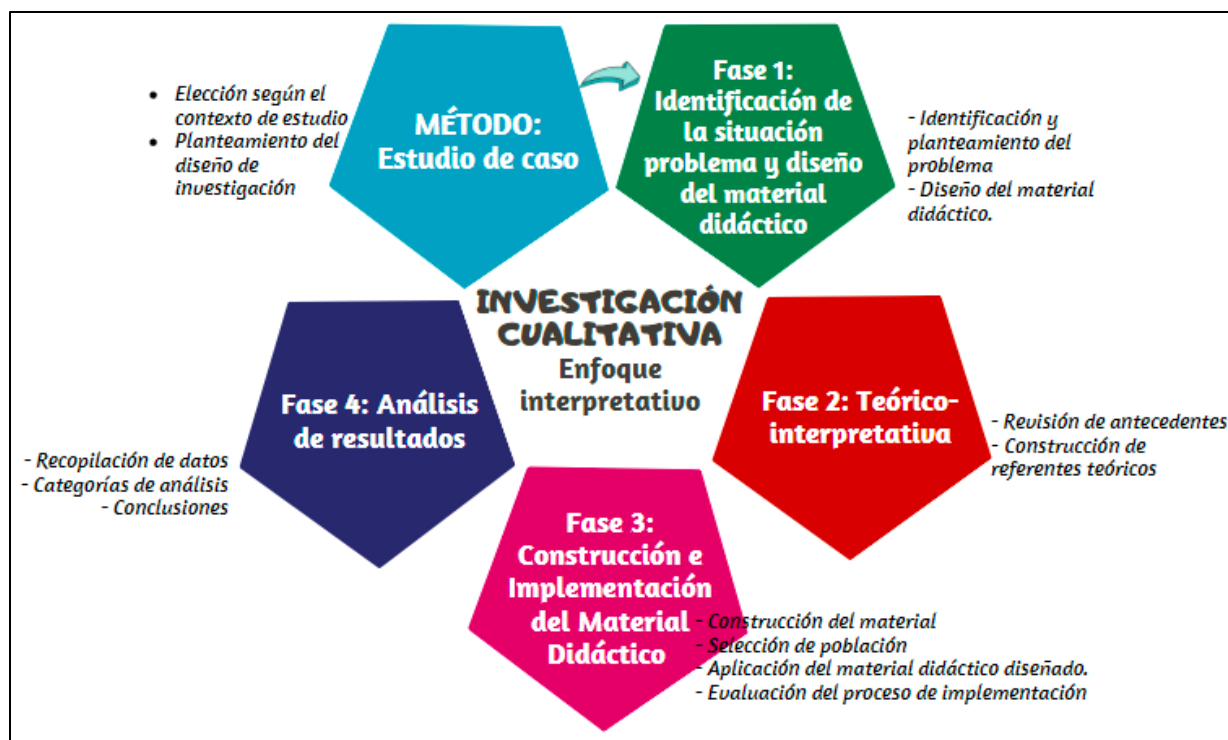 • Elección según el
contexto de estudio
• Planteamiento del
diseño de
investigación
MÉTODO:
Estudio de caso
Fase 1:
Identificación de
la situación
problema y diseño
del material
didáctico
- Identificación y
planteamiento del
problema
- Diseño del material
didáctico.
INVESTIGACIÓN
CUALITATIVA
Enfoque
interpretativo
Fase 2: Teórico-
interpretativa
- Revisión de antecedentes
- Construcción de
referentes teóricos
Fase 3:
Construcción e
Implementación
del Material
Didáctico
- Construcción del material
- Selección de población
- Aplicación del material didáctico diseñado.
- Evaluación del proceso de implementación
Fase 4: Análisis
de resultados
- Recopilación de datos
- Categorías de análisis
- Conclusiones